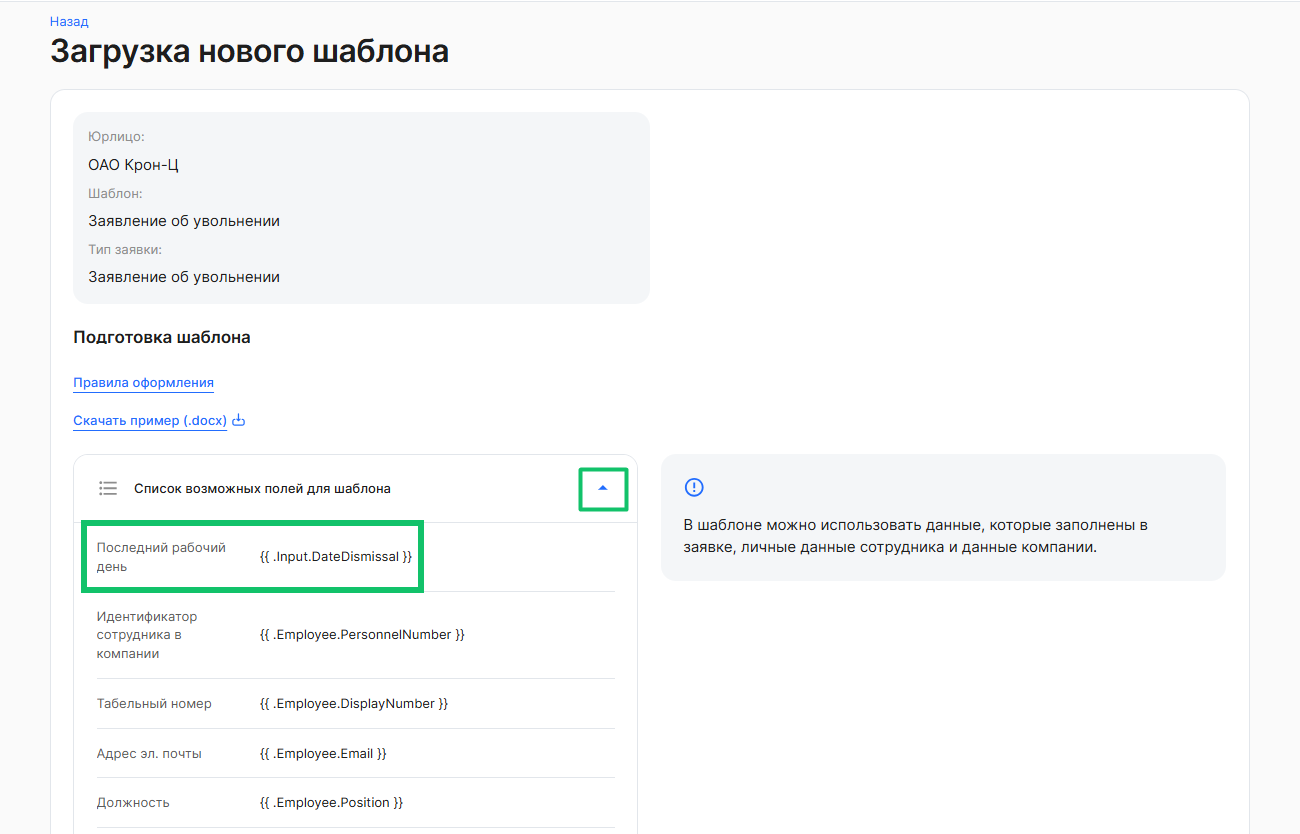 Назад
Загрузка нового шаблона
Юрлицо:
ОАО Крон-Ц
Шаблон:
Заявление об увольнении
Тип заявки:
Заявление об увольнении
Подготовка шаблона
Правила оформления
Скачать пример (.docx)
Список возможных полей для шаблона
Последний рабочий
день
{{ .Input.DateDismissal }}
Идентификатор
сотрудника в
компании
{{ .Employee.PersonnelNumber }}
Табельный номер
{{ .Employee.DisplayNumber }}
Адрес эл. почты
{{ .Employee.Email }}
Должность
{{ .Employee.Position }}
В шаблоне можно использовать данные, которые заполнены в
заявке, личные данные сотрудника и данные компании.